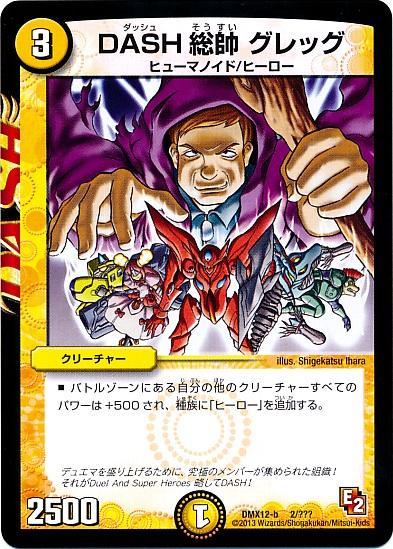 3
ダッシュ そうすい
DASH 総帥 グレッグ
ヒューマノイド/ヒーロー
DASH
クリーチャー
illus. Shigekatsu Ihara
■ バトルゾーンにある自分の他のクリーチャーすべての
パワーは+500され、種族に「ヒーロー」を追加する。
デュエマを盛り上げるために、究極のメンバーが集められた組織！
それがDuel And Super Heroes 略してDASH！
2500
1
DMX12-b 2/???
©2013 Wizards/Shogakukan/Mitsui-Kids
E2